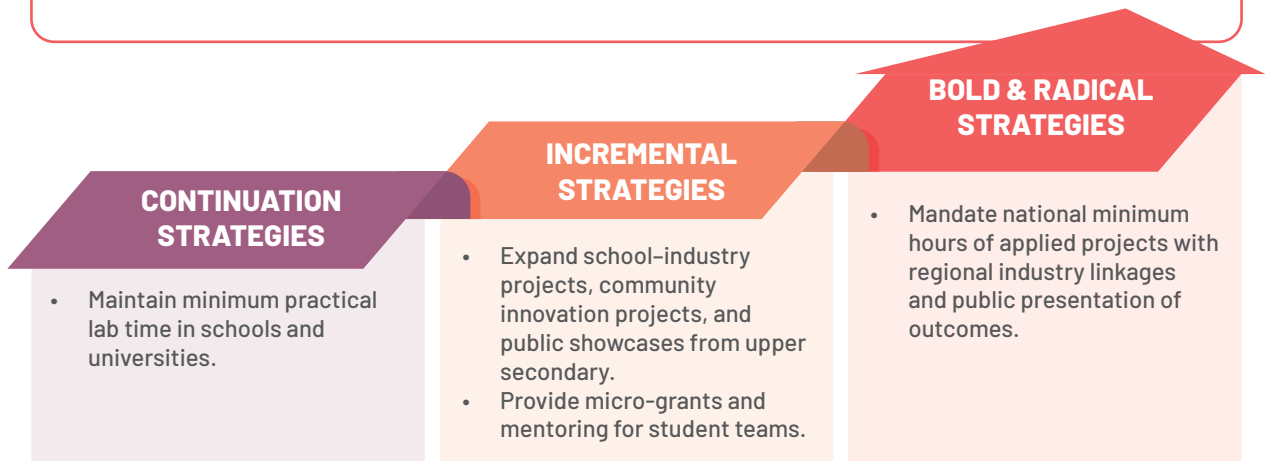 CONTINUATION
STRATEGIES
• Maintain minimum practical
lab time in schools and
universities.
INCREMENTAL
STRATEGIES
• Expand school–industry
projects, community
innovation projects, and
public showcases from upper
secondary.
• Provide micro-grants and
mentoring for student teams.
BOLD & RADICAL
STRATEGIES
• Mandate national minimum
hours of applied projects with
regional industry linkages
and public presentation of
outcomes.